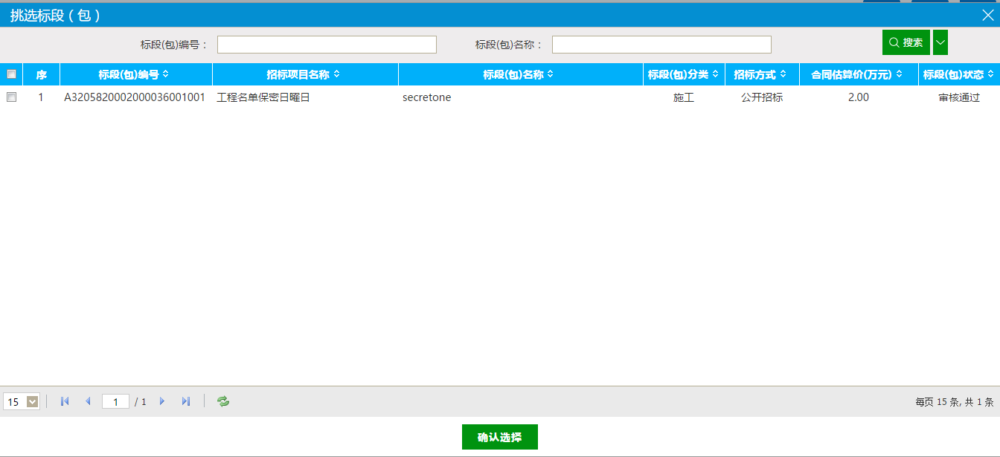 挑选标段（包）
标段(包)编号： 标段(包)名称： 搜索
序 标段(包)编号 招标项目名称 标段(包)名称 标段(包)分类 招标方式 合同估算价(万元) 标段(包)状态
1 A3205820002000036001001 工程名单保密日曜日 secretone 施工 公开招标 2.00 审核通过
15 1 / 1 每页 15 条, 共 1 条
确认选择